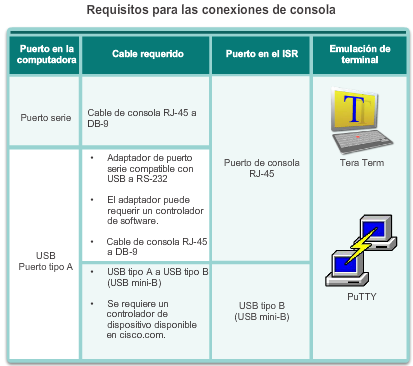 Requisitos para las conexiones de consola
Puerto en la
computadora
Cable requerido
Puerto en el ISR
Emulación de
terminal
Puerto serie
Cable de consola RJ-45 a
DB-9
Puerto de consola
RJ-45
T
Tera Term
PuTTY
USB
Puerto tipo A
• Adaptador de puerto
serie compatible con
USB a RS-232
• El adaptador puede
requerir un controlador
de software.
• Cable de consola RJ-45
a DB-9
• USB tipo A a USB tipo B
(USB mini-B)
• Se requiere un
controlador de
dispositivo disponible
en cisco.com.
USB tipo B
(USB mini-B)